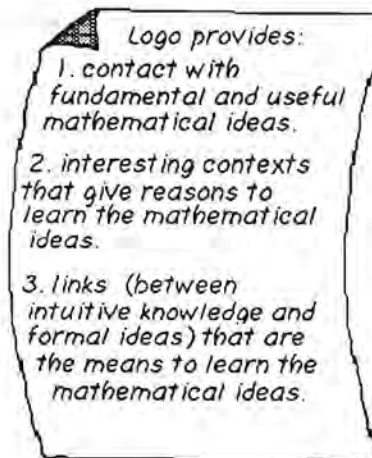 Logo provides:
1. contact with
fundamental and useful
mathematical ideas.
2. interesting contexts
that give reasons to
learn the mathematical
ideas.
3. links (between
intuitive knowledge and
formal ideas) that are
the means to learn the
mathematical ideas.